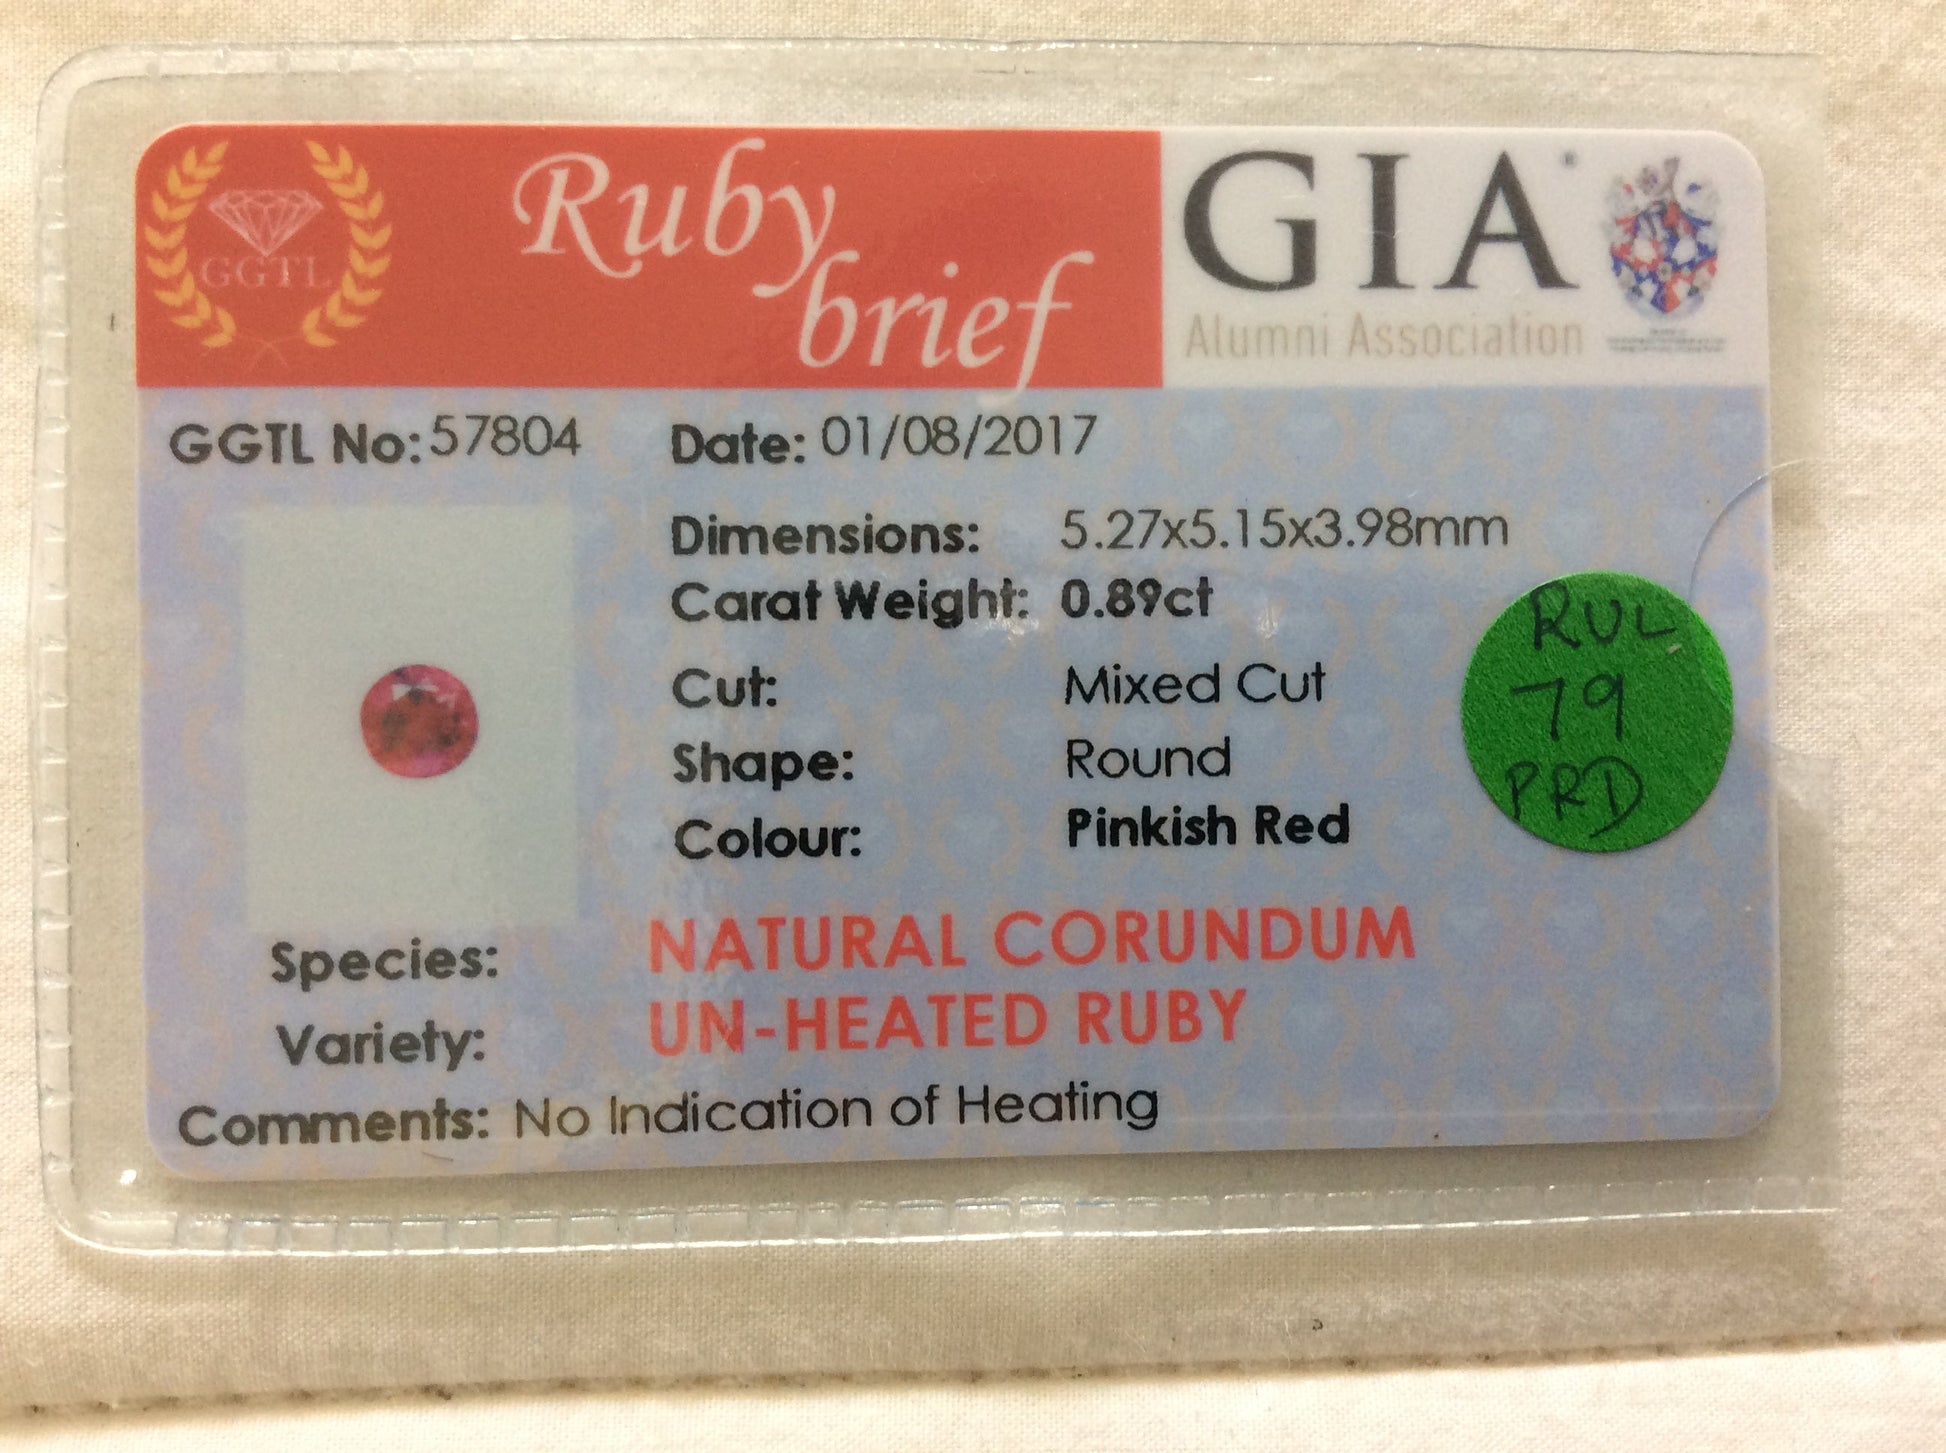 GGTL
Ruby
brief
GIA®
Alumni Association
GGTL No: 57804 Date: 01/08/2017
Dimensions: 5.27x5.15x3.98mm
Carat Weight: 0.89ct
Cut: Mixed Cut
Shape: Round
Colour: Pinkish Red
RUL
79
PRD
Species: NATURAL CORUNDUM
Variety: UN-HEATED RUBY
Comments: No Indication of Heating